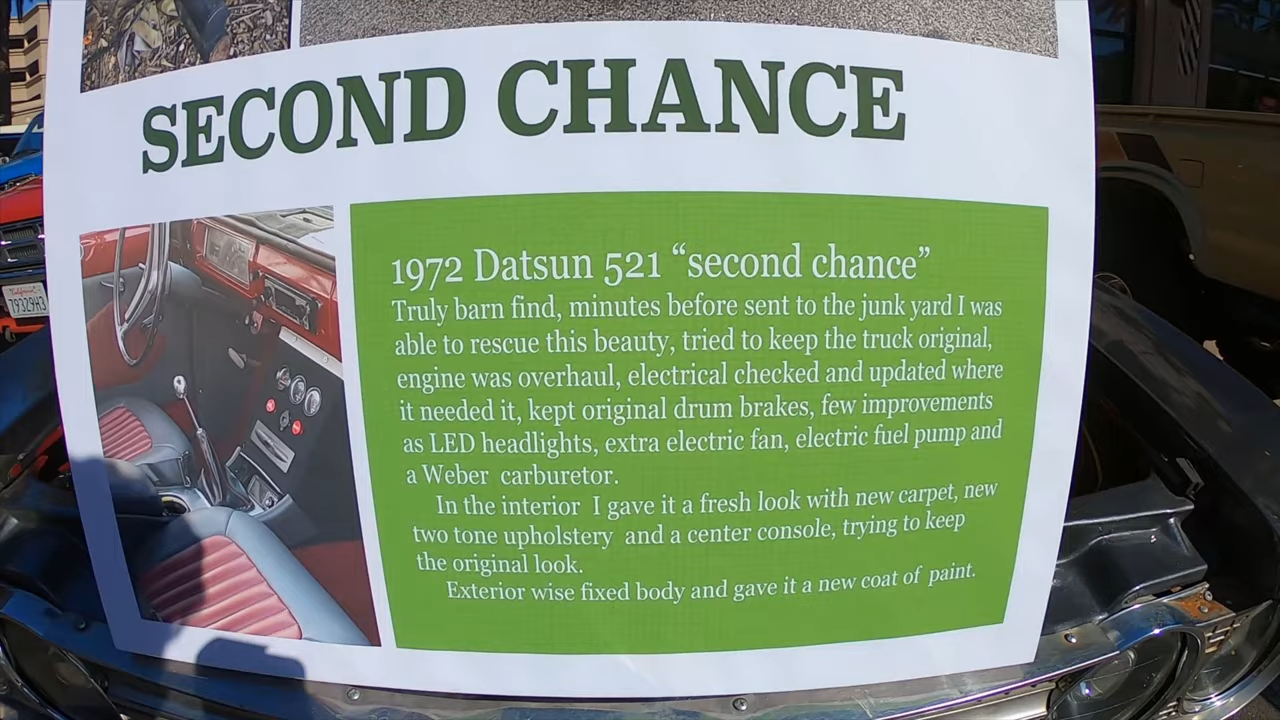 SECOND CHANCE
1972 Datsun 521 “second chance”
Truly barn find, minutes before sent to the junk yard I was
able to rescue this beauty, tried to keep the truck original,
engine was overhaul, electrical checked and updated where
it needed it, kept original drum brakes, few improvements
as LED headlights, extra electric fan, electric fuel pump and
a Weber carburetor.
In the interior I gave it a fresh look with new carpet, new
two tone upholstery and a center console, trying to keep
the original look.
Exterior wise fixed body and gave it a new coat of paint.
California
79329H3